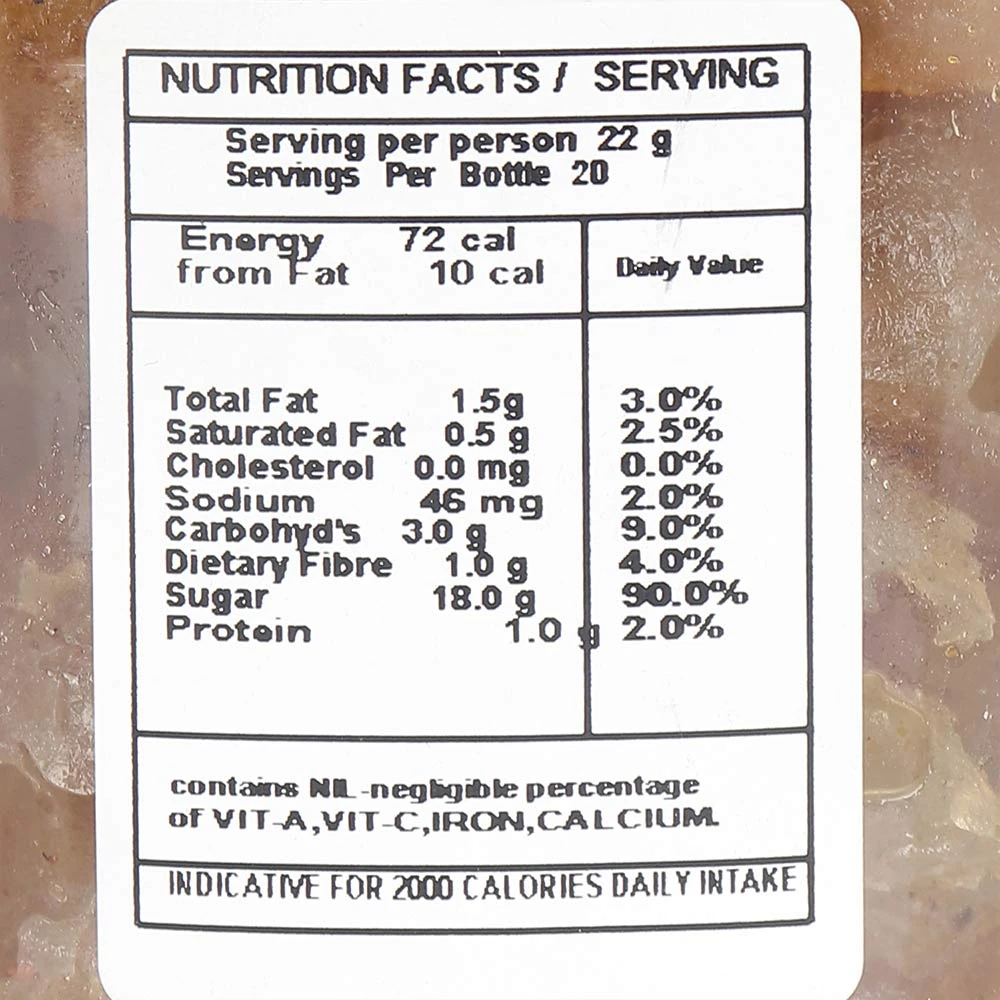 NUTRITION FACTS / SERVING
Serving per person 22 g
Servings Per Bottle 20
Energy 72 cal
from Fat 10 cal
Daily Value
Total Fat 1.5g 3.0%
Saturated Fat 0.5 g 2.5%
Cholesterol 0.0 mg 0.0%
Sodium 46 mg 2.0%
Carbohyd's 3.0 g 9.0%
Dietary Fibre 1.0 g 4.0%
Sugar 18.0 g 90.0%
Protein 1.0 g 2.0%
contains NIL-negligible percentage
of VIT-A,VIT-C,IRON,CALCIUM.
INDICATIVE FOR 2000 CALORIES DAILY INTAKE